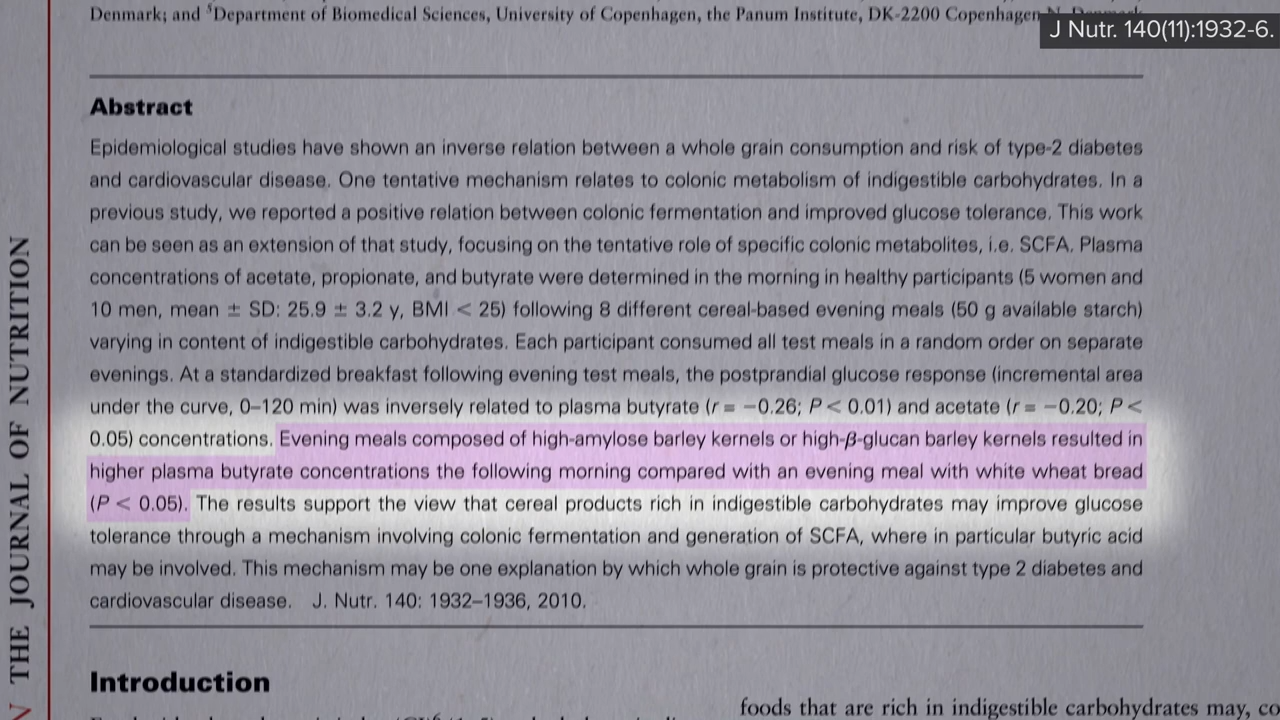 Denmark; and ⁵Department of Biomedical Sciences, University of Copenhagen, the Panum Institute, DK-2200 Copenhagen
J Nutr. 140(11):1932-6.
Abstract
Epidemiological studies have shown an inverse relation between a whole grain consumption and risk of type-2 diabetes
and cardiovascular disease. One tentative mechanism relates to colonic metabolism of indigestible carbohydrates. In a
previous study, we reported a positive relation between colonic fermentation and improved glucose tolerance. This work
can be seen as an extension of that study, focusing on the tentative role of specific colonic metabolites, i.e. SCFA. Plasma
concentrations of acetate, propionate, and butyrate were determined in the morning in healthy participants (5 women and
10 men, mean ± SD: 25.9 ± 3.2 y, BMI < 25) following 8 different cereal-based evening meals (50 g available starch)
varying in content of indigestible carbohydrates. Each participant consumed all test meals in a random order on separate
evenings. At a standardized breakfast following evening test meals, the postprandial glucose response (incremental area
under the curve, 0–120 min) was inversely related to plasma butyrate (r = −0.26; P < 0.01) and acetate (r = −0.20; P <
0.05) concentrations. Evening meals composed of high-amylose barley kernels or high-β-glucan barley kernels resulted in
higher plasma butyrate concentrations the following morning compared with an evening meal with white wheat bread
(P < 0.05). The results support the view that cereal products rich in indigestible carbohydrates may improve glucose
tolerance through a mechanism involving colonic fermentation and generation of SCFA, where in particular butyric acid
may be involved. This mechanism may be one explanation by which whole grain is protective against type 2 diabetes and
cardiovascular disease. J. Nutr. 140: 1932–1936, 2010.
Introduction
foods that are rich in indigestible carbohydrates may, co
THE JOURNAL OF NUTRITION